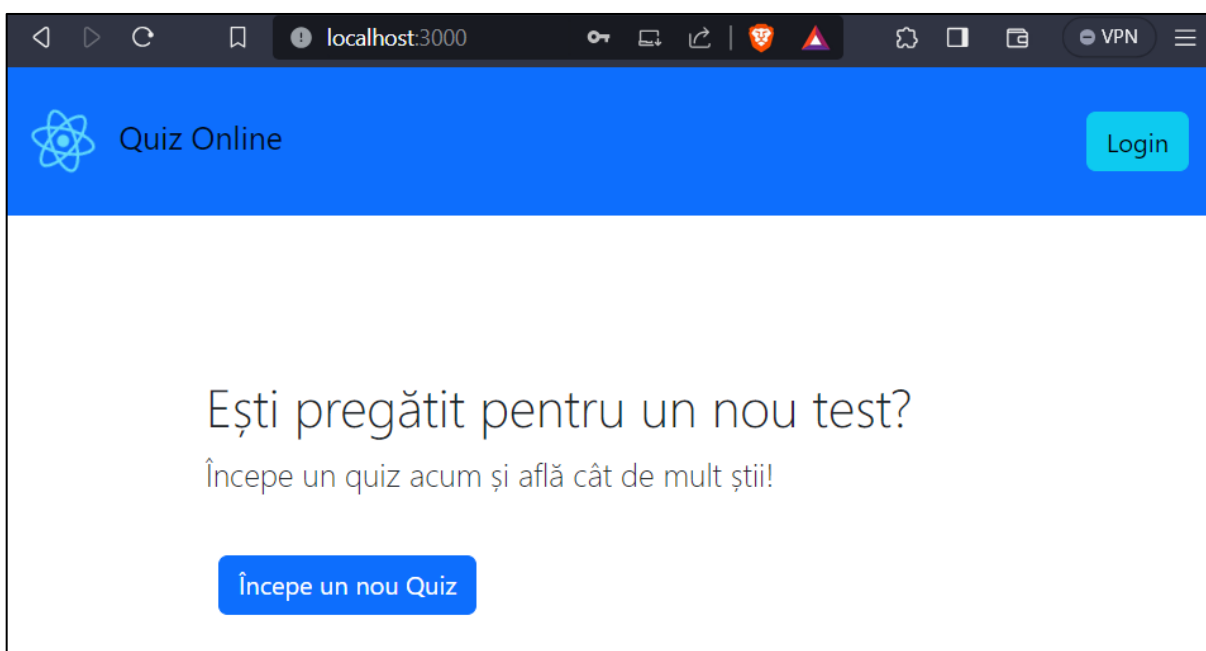 localhost:3000
VPN
Quiz Online
Login
Ești pregătit pentru un nou test?
Începe un quiz acum și află cât de mult știi!
Începe un nou Quiz